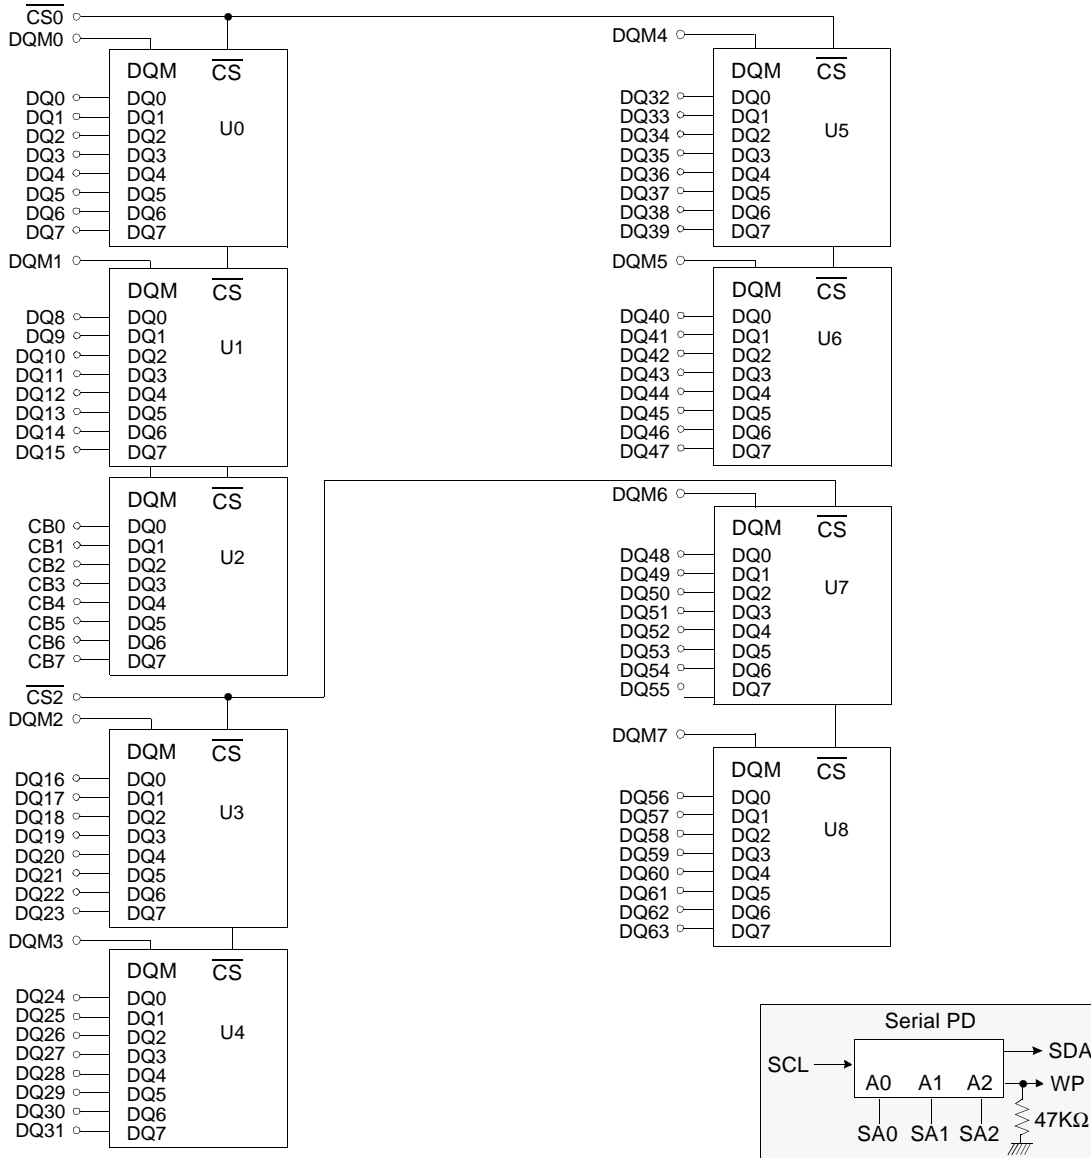 CS0
DQM0
DQM CS
DQ0 DQ0
DQ1 DQ1
U0
DQ2 DQ2
DQ3 DQ3
DQ4 DQ4
DQ5 DQ5
DQ6 DQ6
DQ7 DQ7
DQM1
DQM CS
DQ8 DQ0
DQ9 DQ1
U1
DQ10 DQ2
DQ11 DQ3
DQ12 DQ4
DQ13 DQ5
DQ14 DQ6
DQ15 DQ7
DQM CS
CB0 DQ0
CB1 DQ1
U2
CB2 DQ2
CB3 DQ3
CB4 DQ4
CB5 DQ5
CB6 DQ6
CB7 DQ7
CS2
DQM2
DQM CS
DQ16 DQ0
DQ17 DQ1
U3
DQ18 DQ2
DQ19 DQ3
DQ20 DQ4
DQ21 DQ5
DQ22 DQ6
DQ23 DQ7
DQM3
DQM CS
DQ24 DQ0
DQ25 DQ1
U4
DQ26 DQ2
DQ27 DQ3
DQ28 DQ4
DQ29 DQ5
DQ30 DQ6
DQ31 DQ7
DQM4
DQM CS
DQ32 DQ0
DQ33 DQ1
U5
DQ34 DQ2
DQ35 DQ3
DQ36 DQ4
DQ37 DQ5
DQ38 DQ6
DQ39 DQ7
DQM5
DQM CS
DQ40 DQ0
DQ41 DQ1
U6
DQ42 DQ2
DQ43 DQ3
DQ44 DQ4
DQ45 DQ5
DQ46 DQ6
DQ47 DQ7
DQM6
DQM CS
DQ48 DQ0
DQ49 DQ1
U7
DQ50 DQ2
DQ51 DQ3
DQ52 DQ4
DQ53 DQ5
DQ54 DQ6
DQ55 DQ7
DQM7
DQM CS
DQ56 DQ0
DQ57 DQ1
U8
DQ58 DQ2
DQ59 DQ3
DQ60 DQ4
DQ61 DQ5
DQ62 DQ6
DQ63 DQ7
Serial PD
SCL SDA
A0 A1 A2 WP
47KΩ
SA0 SA1 SA2